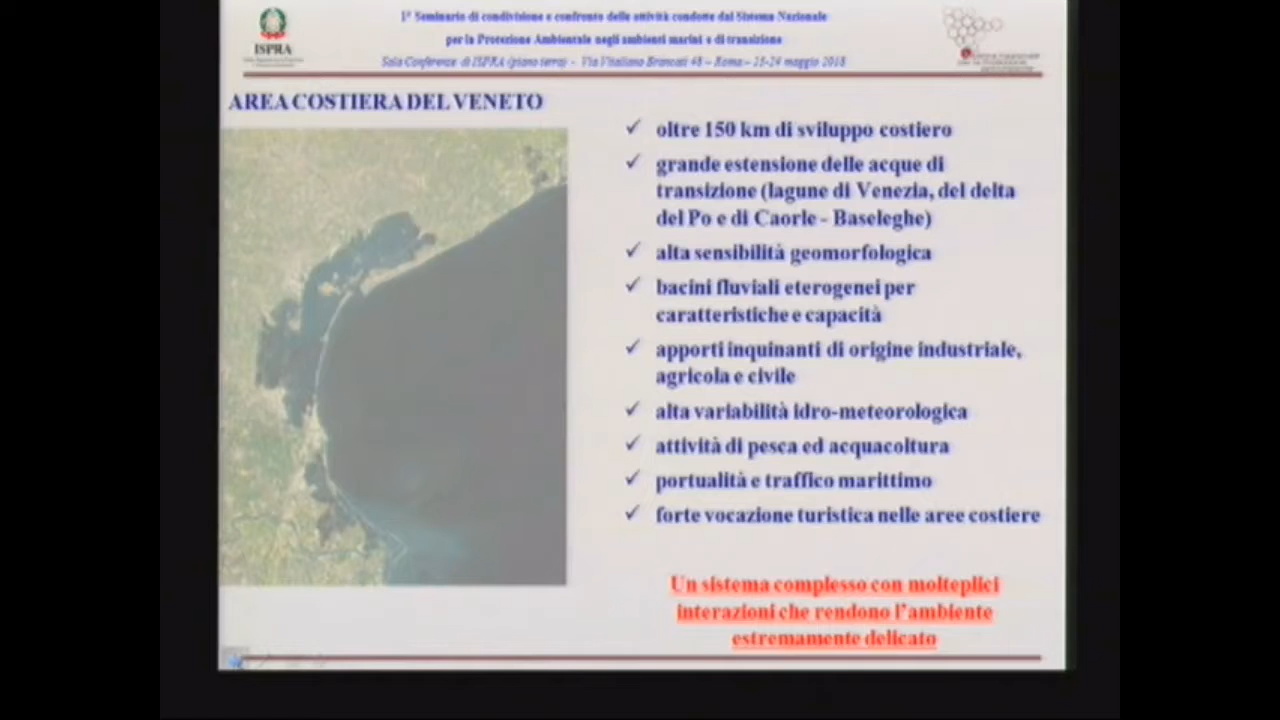 1° Seminario di condivisione e confronto delle attività condotte dal Sistema Nazionale
per la Protezione Ambientale negli ambienti marini e di transizione
Sala Conferenze di ISPRA (piano terra) - Via Vitaliano Brancati 48 – Roma – 23-24 maggio 2018
ISPRA
AREA COSTIERA DEL VENETO
✓ oltre 150 km di sviluppo costiero
✓ grande estensione delle acque di
transizione (lagune di Venezia, del delta
del Po e di Caorle - Baseleghe)
✓ alta sensibilità geomorfologica
✓ bacini fluviali eterogenei per
caratteristiche e capacità
✓ apporti inquinanti di origine industriale,
agricola e civile
✓ alta variabilità idro-meteorologica
✓ attività di pesca ed acquacoltura
✓ portualità e traffico marittimo
✓ forte vocazione turistica nelle aree costiere
Un sistema complesso con molteplici
interazioni che rendono l'ambiente
estremamente delicato